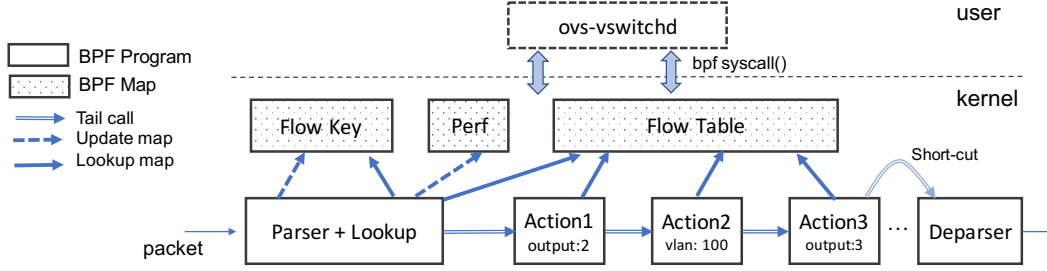 user
ovs-vswitchd
BPF Program
bpf syscall()
BPF Map
kernel
Tail call
Update map
Lookup map
Flow Key
Perf
Flow Table
Short-cut
packet
Parser + Lookup
Action1
output:2
Action2
vlan: 100
Action3
output:3
...
Deparser